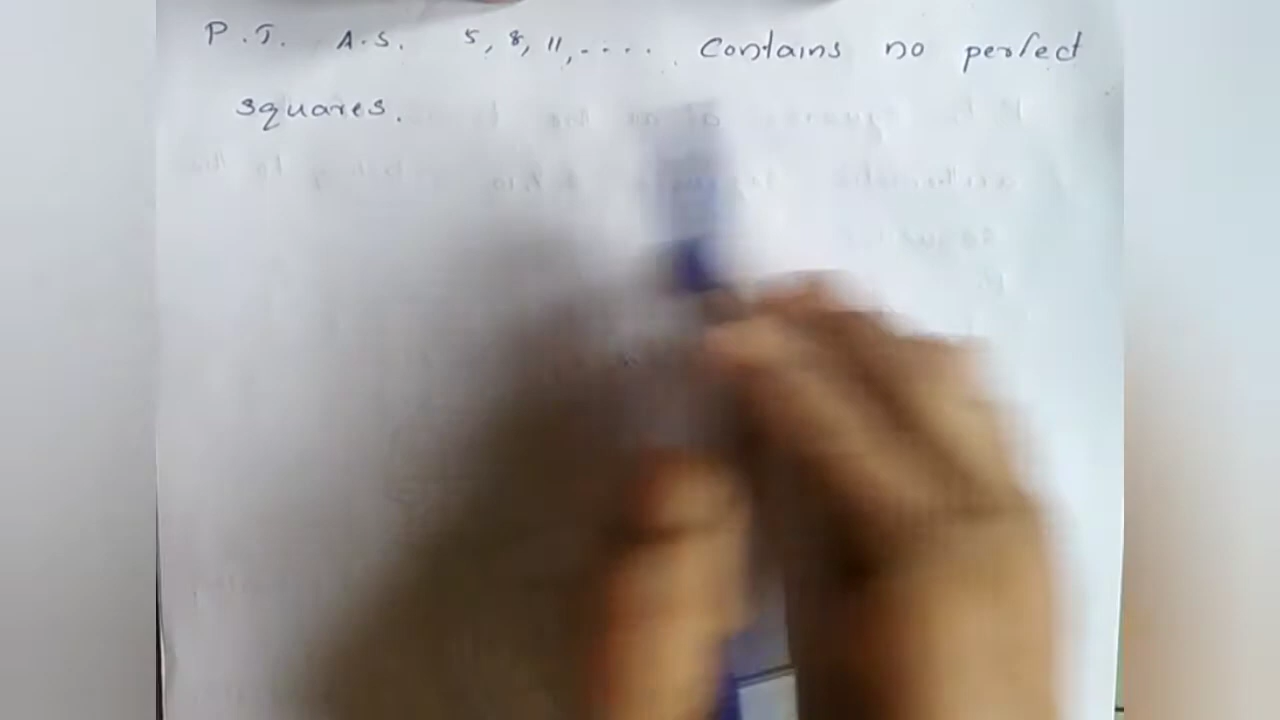 P.T. A.S. 5, 8, 11, .... Contains no perfect
squares.